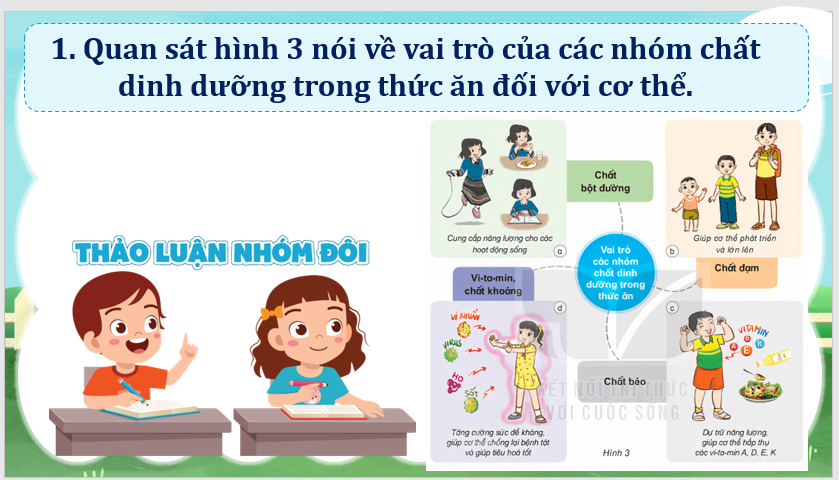 1. Quan sát hình 3 nói về vai trò của các nhóm chất
dinh dưỡng trong thức ăn đối với cơ thể.
THẢO LUẬN NHÓM ĐÔI
Chất
bột đường
Cung cấp năng lượng cho các
hoạt động sống
a
Giúp cơ thể phát triển
và lớn lên
b
Vai trò
các nhóm
chất dinh
dưỡng trong
thức ăn
Vi-ta-min,
chất khoáng
Chất đạm
d
c
VI KHUẨN
VIRUS
HO
SỐT
VITAMIN
A
D
E
K
Chất béo
KẾT NỐI TRI THỨC
VỚI CUỘC SỐNG
Tăng cường sức đề kháng,
giúp cơ thể chống lại bệnh tật
và giúp tiêu hoá tốt
Hình 3
Dự trữ năng lượng,
giúp cơ thể hấp thụ
các vi-ta-min A, D, E, K